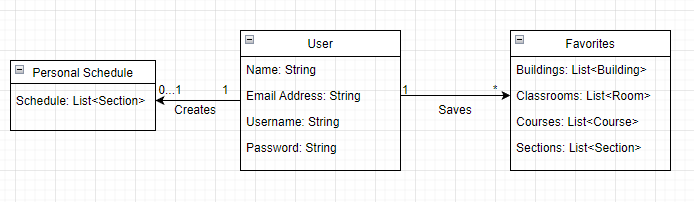 Personal Schedule
Schedule: List<Section>
0...1
1
Creates
User
Name: String
Email Address: String
Username: String
Password: String
1
*
Saves
Favorites
Buildings: List<Building>
Classrooms: List<Room>
Courses: List<Course>
Sections: List<Section>